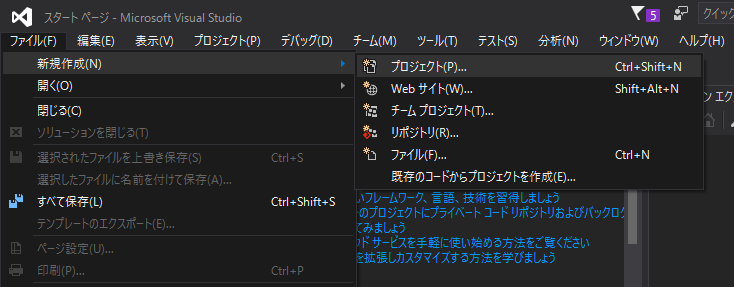 スタート ページ - Microsoft Visual Studio
5
クイック
ファイル(F) 編集(E) 表示(V) プロジェクト(P) デバッグ(D) チーム(M) ツール(T) テスト(S) 分析(N) ウィンドウ(W) ヘルプ(H)
新規作成(N)
開く(O)
閉じる(C)
ソリューションを閉じる(T)
選択されたファイルを上書き保存(S) Ctrl+S
選択したファイルに名前を付けて保存(A)...
すべて保存(L) Ctrl+Shift+S
テンプレートのエクスポート(E)...
ページ設定(U)...
印刷(P)... Ctrl+P
プロジェクト(P)... Ctrl+Shift+N
Web サイト(W)... Shift+Alt+N
チーム プロジェクト(T)...
リポジトリ(R)...
ファイル(F)... Ctrl+N
既存のコードからプロジェクトを作成(E)...
ン エク
いフレームワーク、言語、技術を習得しましょう
のプロジェクトにプライベート コード リポジトリおよびバックログ
てみましょう
ド サービスを手軽に使い始める方法をご覧ください
を拡張しカスタマイズする方法を学びましょう